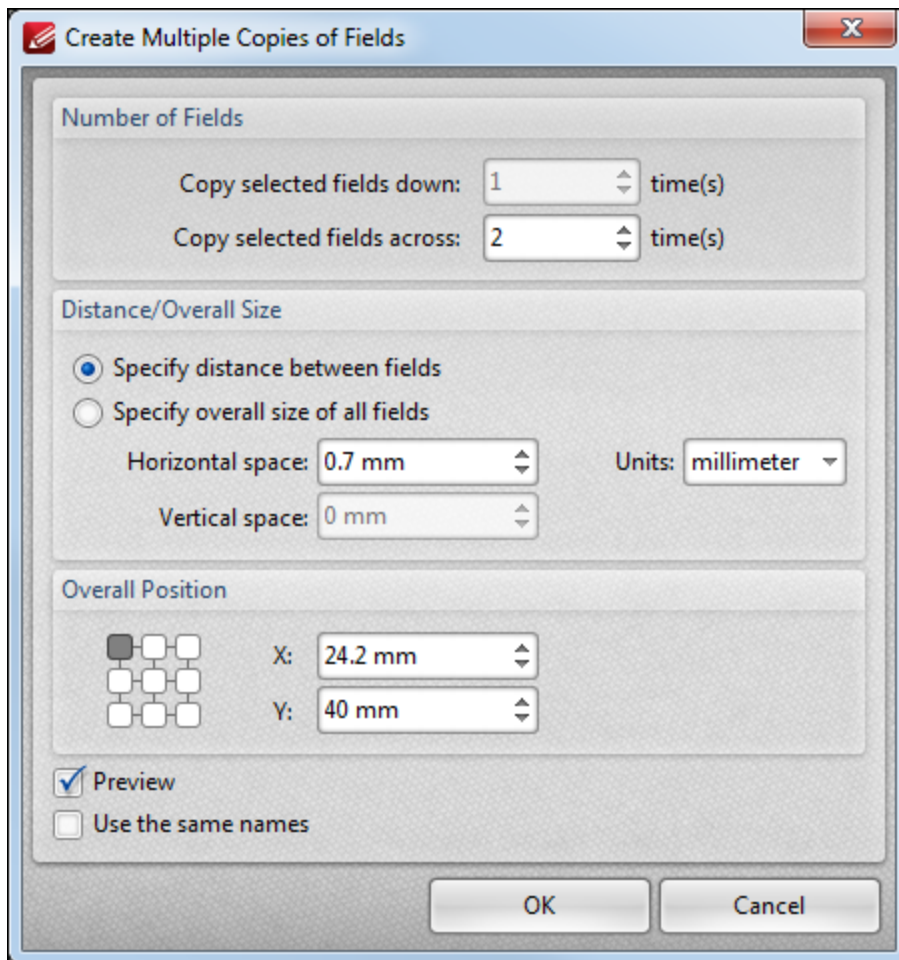 Create Multiple Copies of Fields
Number of Fields
Copy selected fields down: 1 time(s)
Copy selected fields across: 2 time(s)
Distance/Overall Size
Specify distance between fields
Specify overall size of all fields
Horizontal space: 0.7 mm Units: millimeter
Vertical space: 0 mm
Overall Position
X: 24.2 mm
Y: 40 mm
Preview
Use the same names
OK Cancel